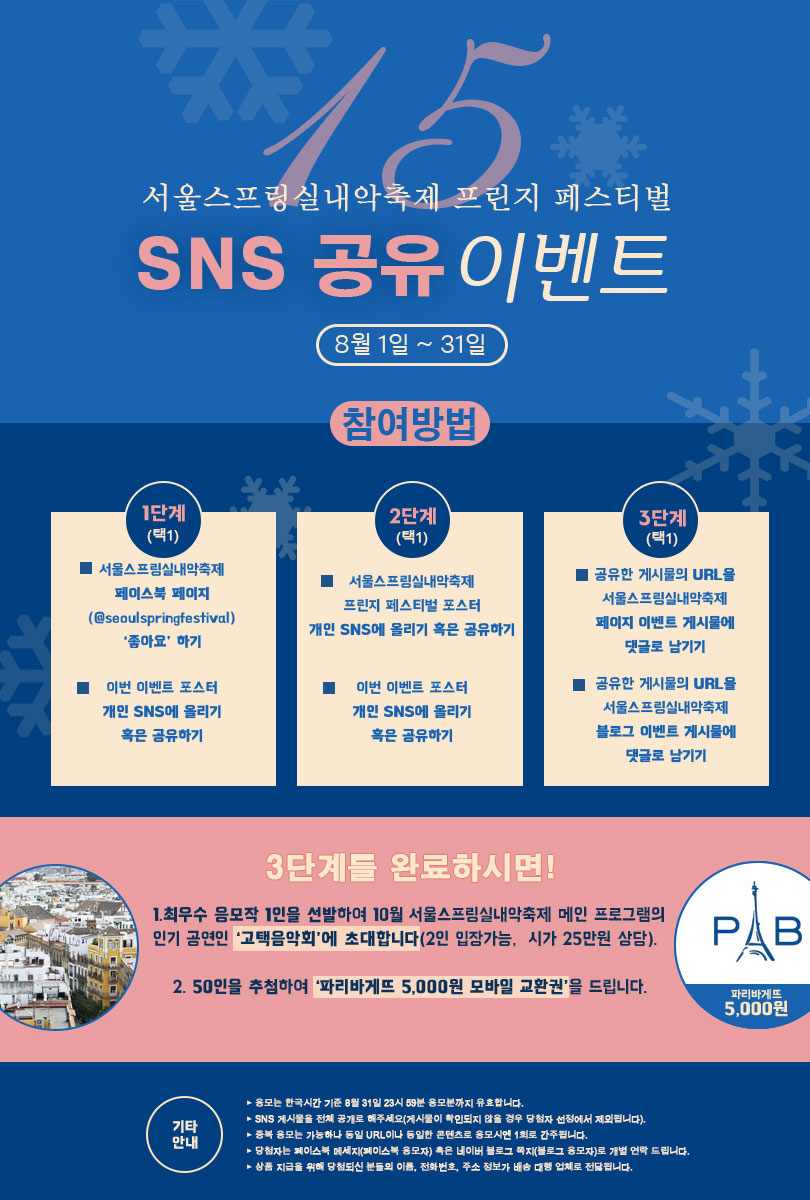 15
서울스프링실내악축제 프린지 페스티벌
SNS 공유 이벤트
8월 1일 ~ 31일
참여방법
1단계
(택1)
서울스프림실내악축제
페이스북 페이지
(@seoulspringfestival)
‘좋아요’ 하기
이번 이벤트 포스터
개인 SNS에 올리기
혹은 공유하기
2단계
(택1)
서울스프림실내악축제
프린지 페스티벌 포스터
개인 SNS에 올리기 혹은 공유하기
이번 이벤트 포스터
개인 SNS에 올리기
혹은 공유하기
3단계
(택1)
공유한 게시물의 URL을
서울스프림실내악축제
페이지 이벤트 게시물에
댓글로 남기기
공유한 게시물의 URL을
서울스프림실내악축제
블로그 이벤트 게시물에
댓글로 남기기
3단계들 완료하시면!
1.최우수 응모작 1인을 선발하여 10월 서울스프림실내악축제 메인 프로그램의
인기 공연인 ‘고택음악회’에 초대합니다(2인 입장가능, 시가 25만원 상당).
2. 50인을 추첨하여 ‘파리바게뜨 5,000원 모바일 교환권’을 드립니다.
PAB
파리바게뜨
5,000원
기타
안내
▸ 응모는 한국시간 기준 8월 31일 23시 59분 응모분까지 유효합니다.
▸ SNS 게시물을 전체 공개로 해주세요(게시물이 확인되지 않을 경우 당첨자 선정에서 제외됩니다).
▸ 중복 응모는 가능하나 동일 URL이나 동일한 콘텐츠로 응모시엔 1회로 간주됩니다.
▸ 당첨자는 페이스북 메세지(페이스북 응모자) 혹은 네이버 블로그 쪽지(블로그 응모자)로 개별 연락 드립니다.
▸ 상품 지급을 위해 당첨되신 분들의 이름, 전화번호, 주소 정보가 배송 대행 업체로 전달됩니다.